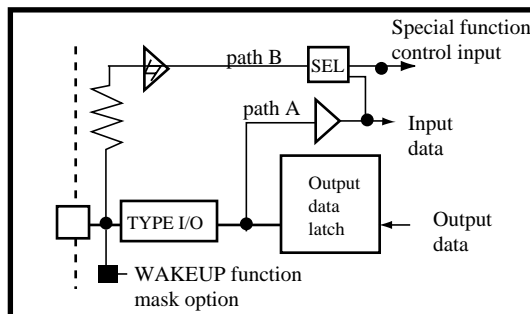 Special function
control input
path B
SEL
path A
Input
data
Output
data
latch
TYPE I/O
Output
data
WAKEUP function
mask option